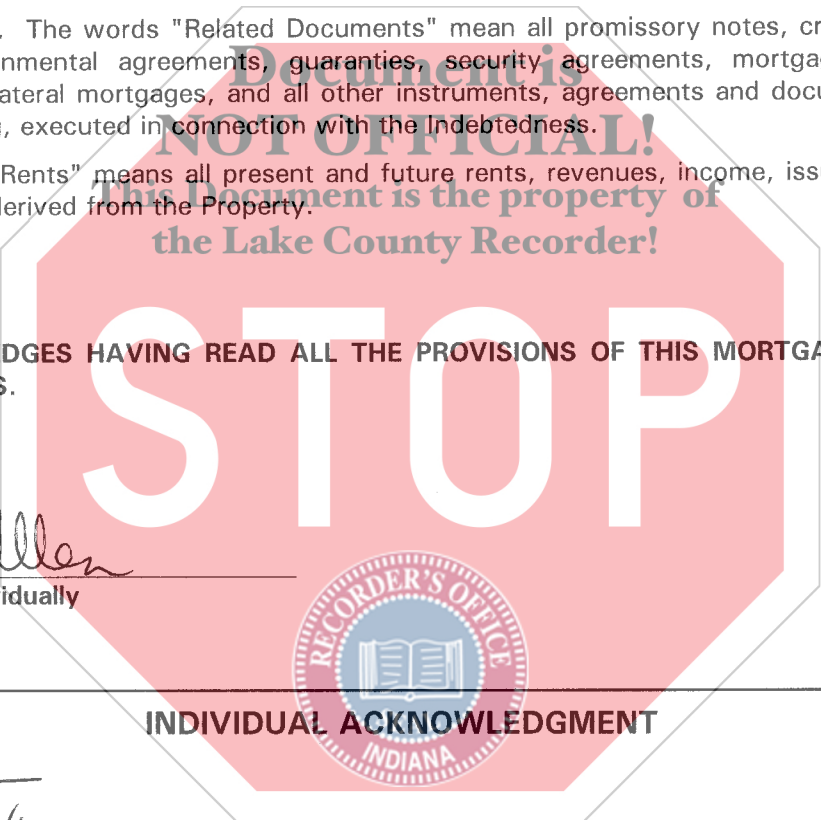 . The words "Related Documents" mean all promissory notes, cr
nmental agreements, guaranties, security agreements, mortga
ateral mortgages, and all other instruments, agreements and docu
, executed in connection with the Indebtedness.
Rents" means all present and future rents, revenues, income, issu
derived from the Property.
Document is
NOT OFFICIAL!
This Document is the property of
the Lake County Recorder!
DGES HAVING READ ALL THE PROVISIONS OF THIS MORTGA
S.
STOP
llen
vidually
RECORDER'S OFFICE
INDIANA
INDIVIDUAL ACKNOWLEDGMENT